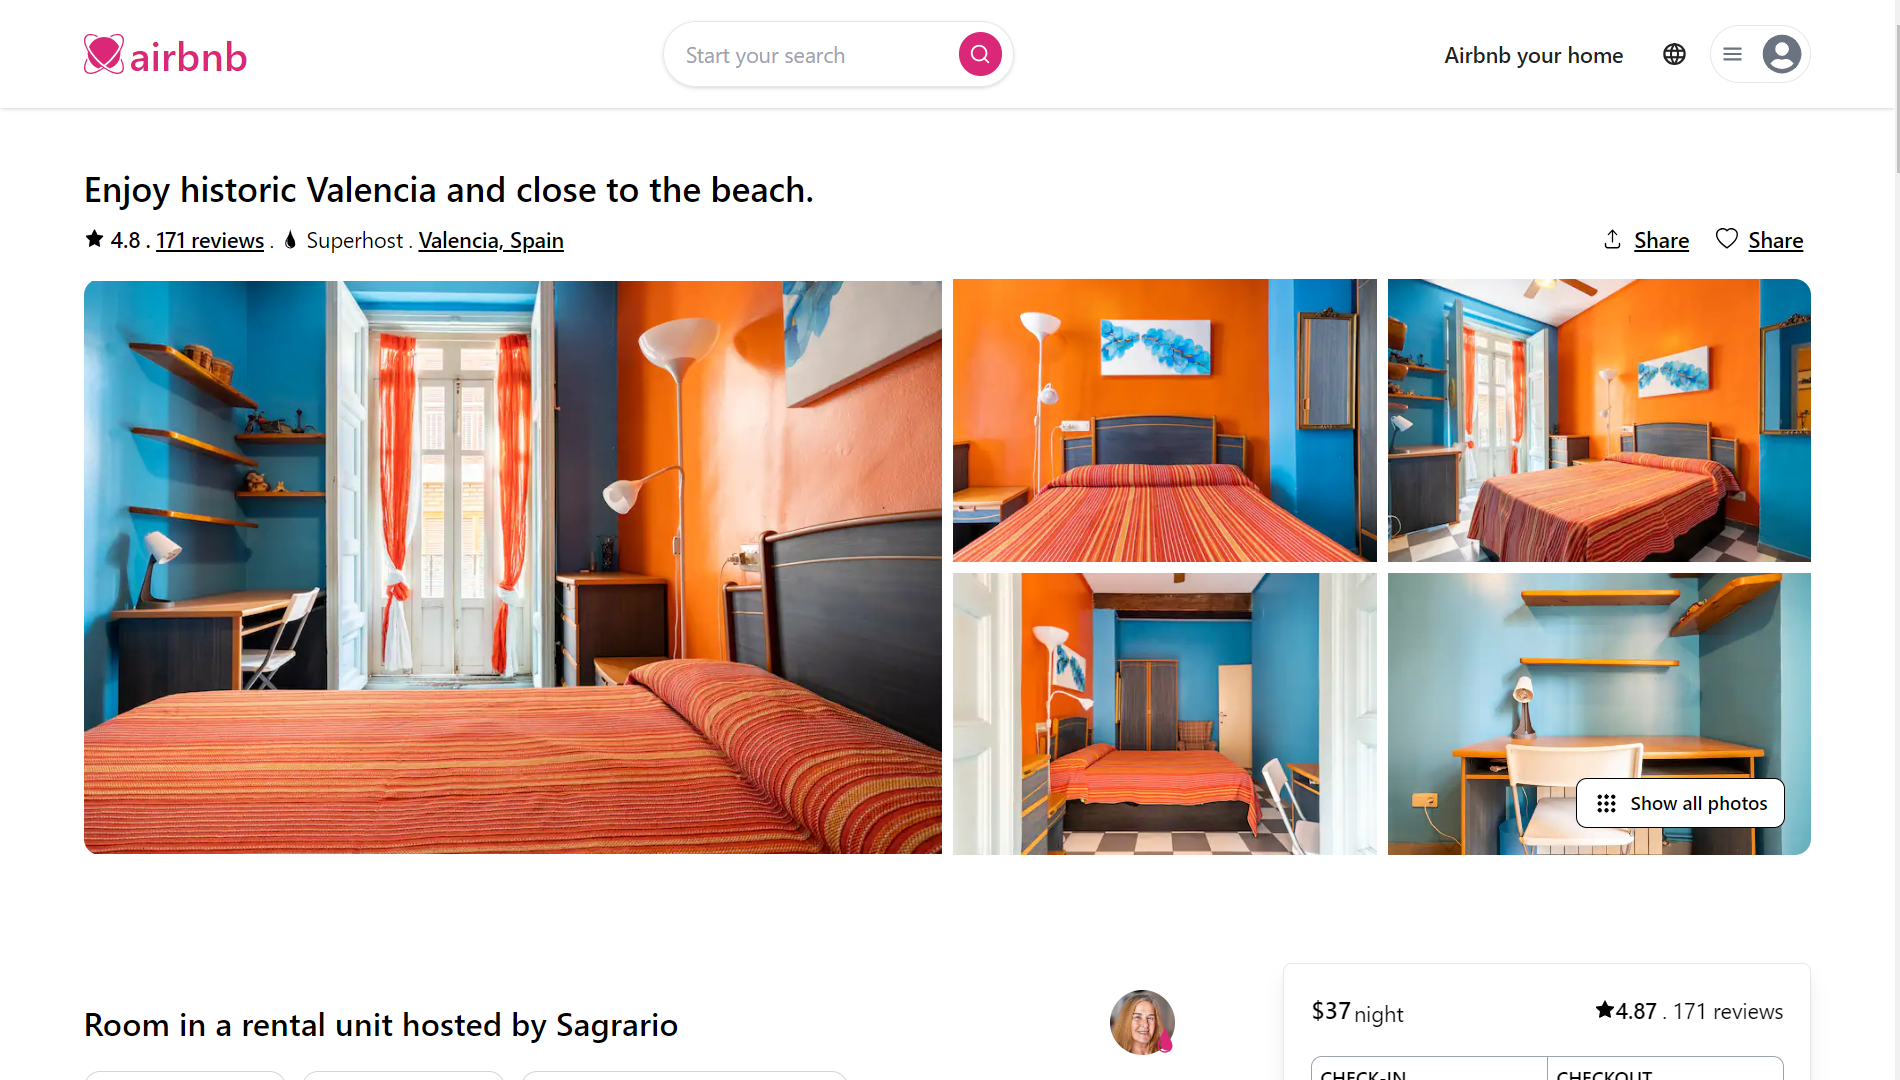 airbnb
Start your search
Airbnb your home
Enjoy historic Valencia and close to the beach.
4.8 . 171 reviews . Superhost . Valencia, Spain
Share
Share
Show all photos
Room in a rental unit hosted by Sagrario
$37 night
4.87 . 171 reviews
CHECK-IN
CHECKOUT